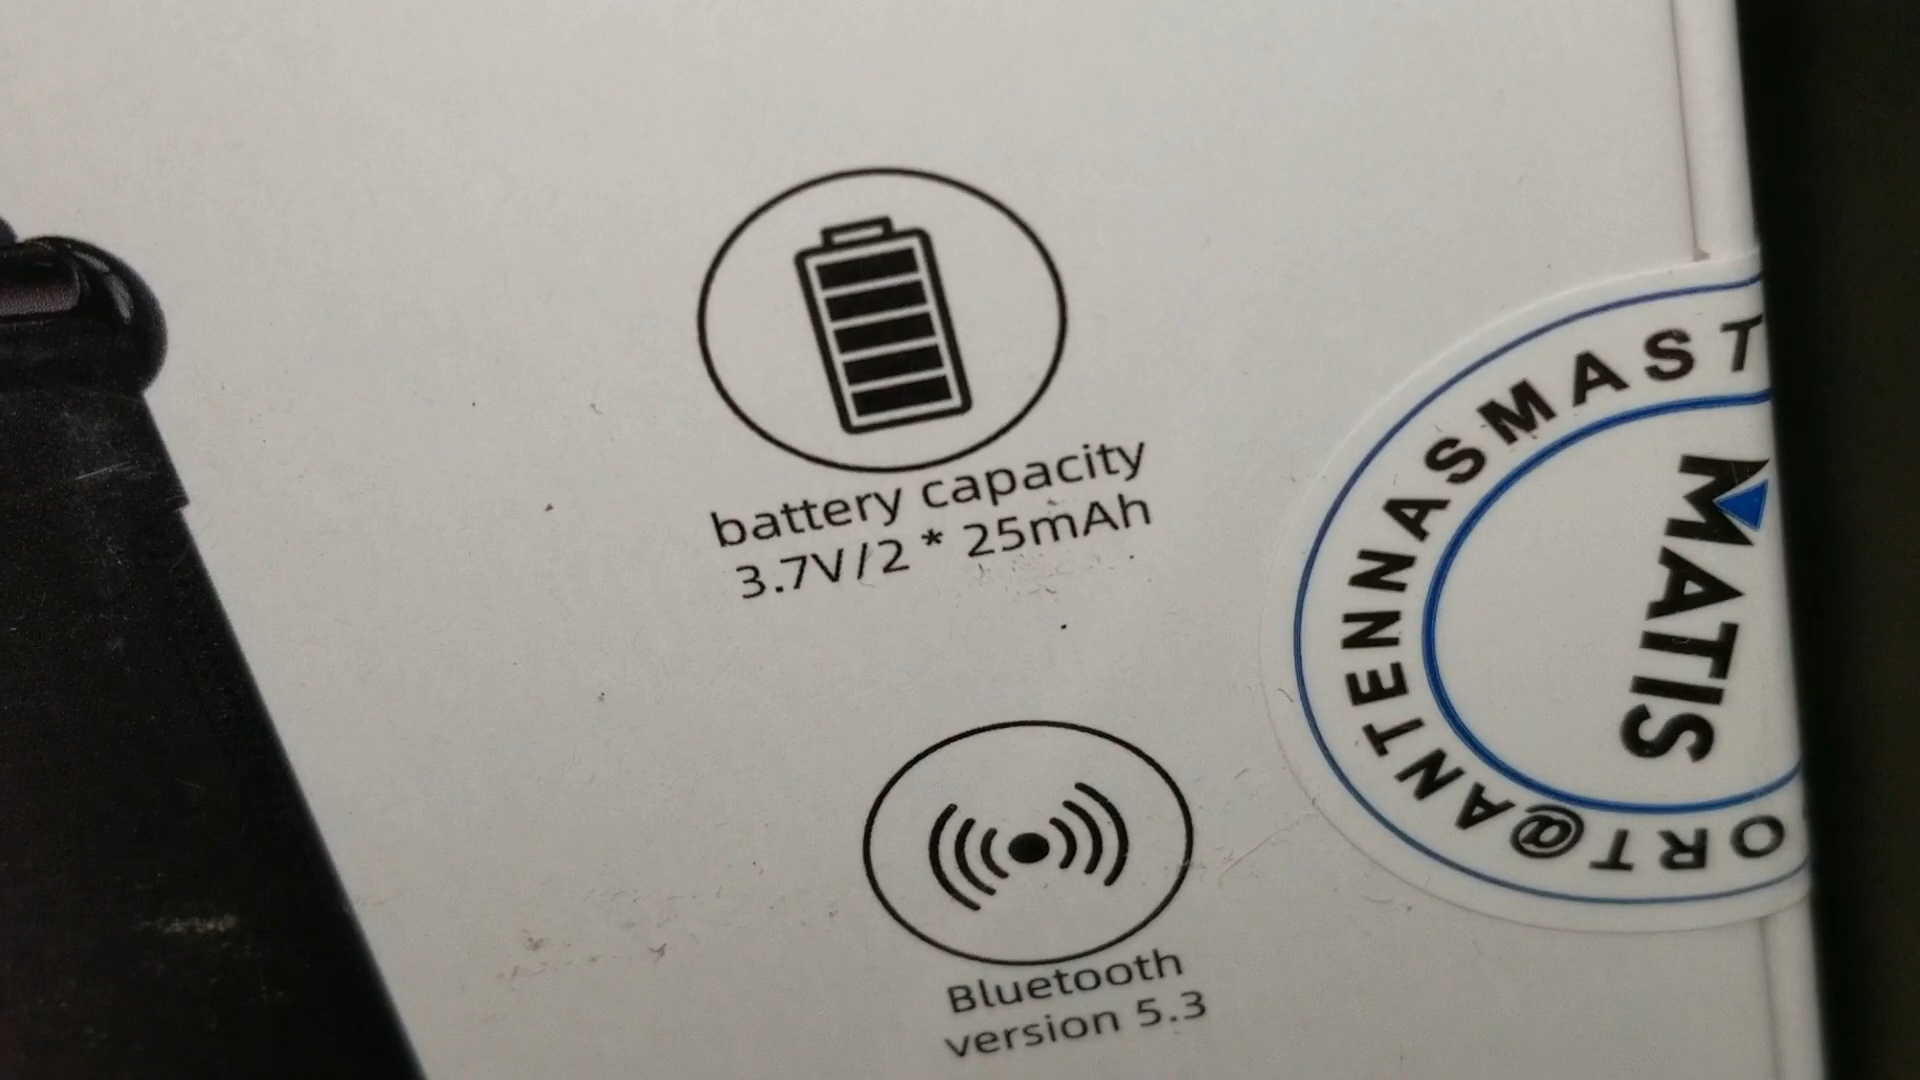 battery capacity
3.7V/2 * 25mAh
Bluetooth
version 5.3
ORT@ANTENNASMAST
MATIS